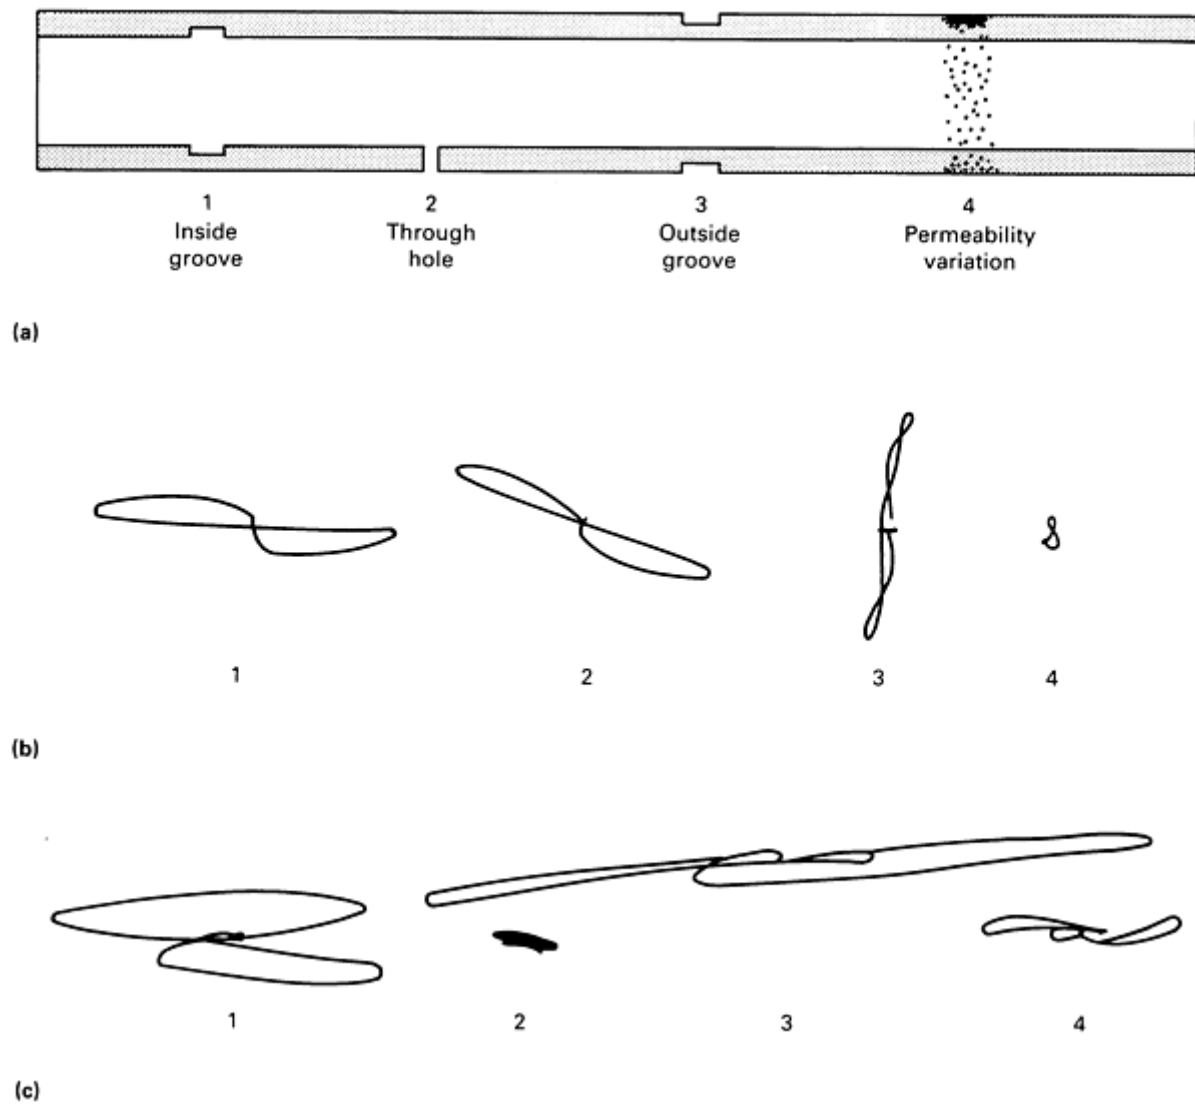 1 2 3 4
Inside Through Outside Permeability
groove hole groove variation
(a)
1 2 3 4
(b)
1 2 3 4
(c)